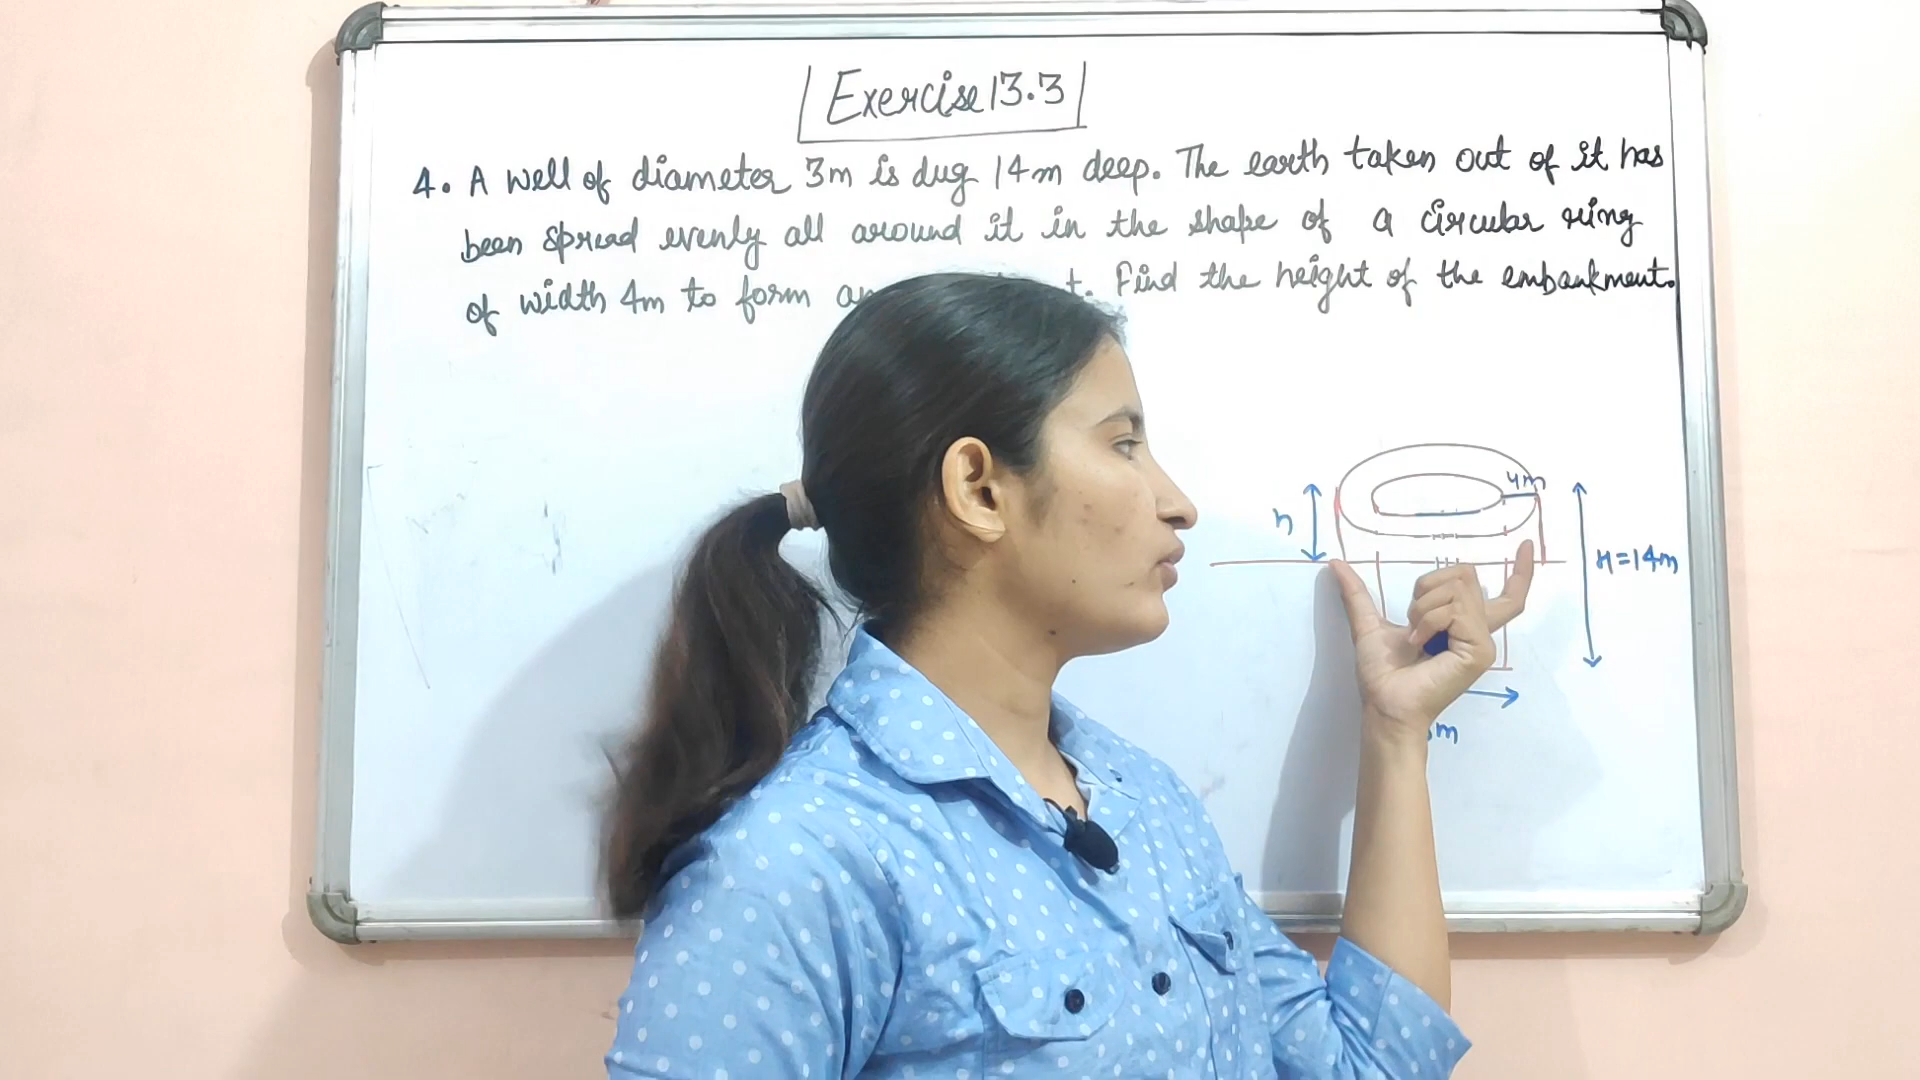 Exercise 13.3
4. A well of diameter 3m is dug 14m deep. The earth taken out of it has
been spread evenly all around it in the shape of a circular ring
of width 4m to form an t. Find the height of the embankment.
4m
h
H=14m
m